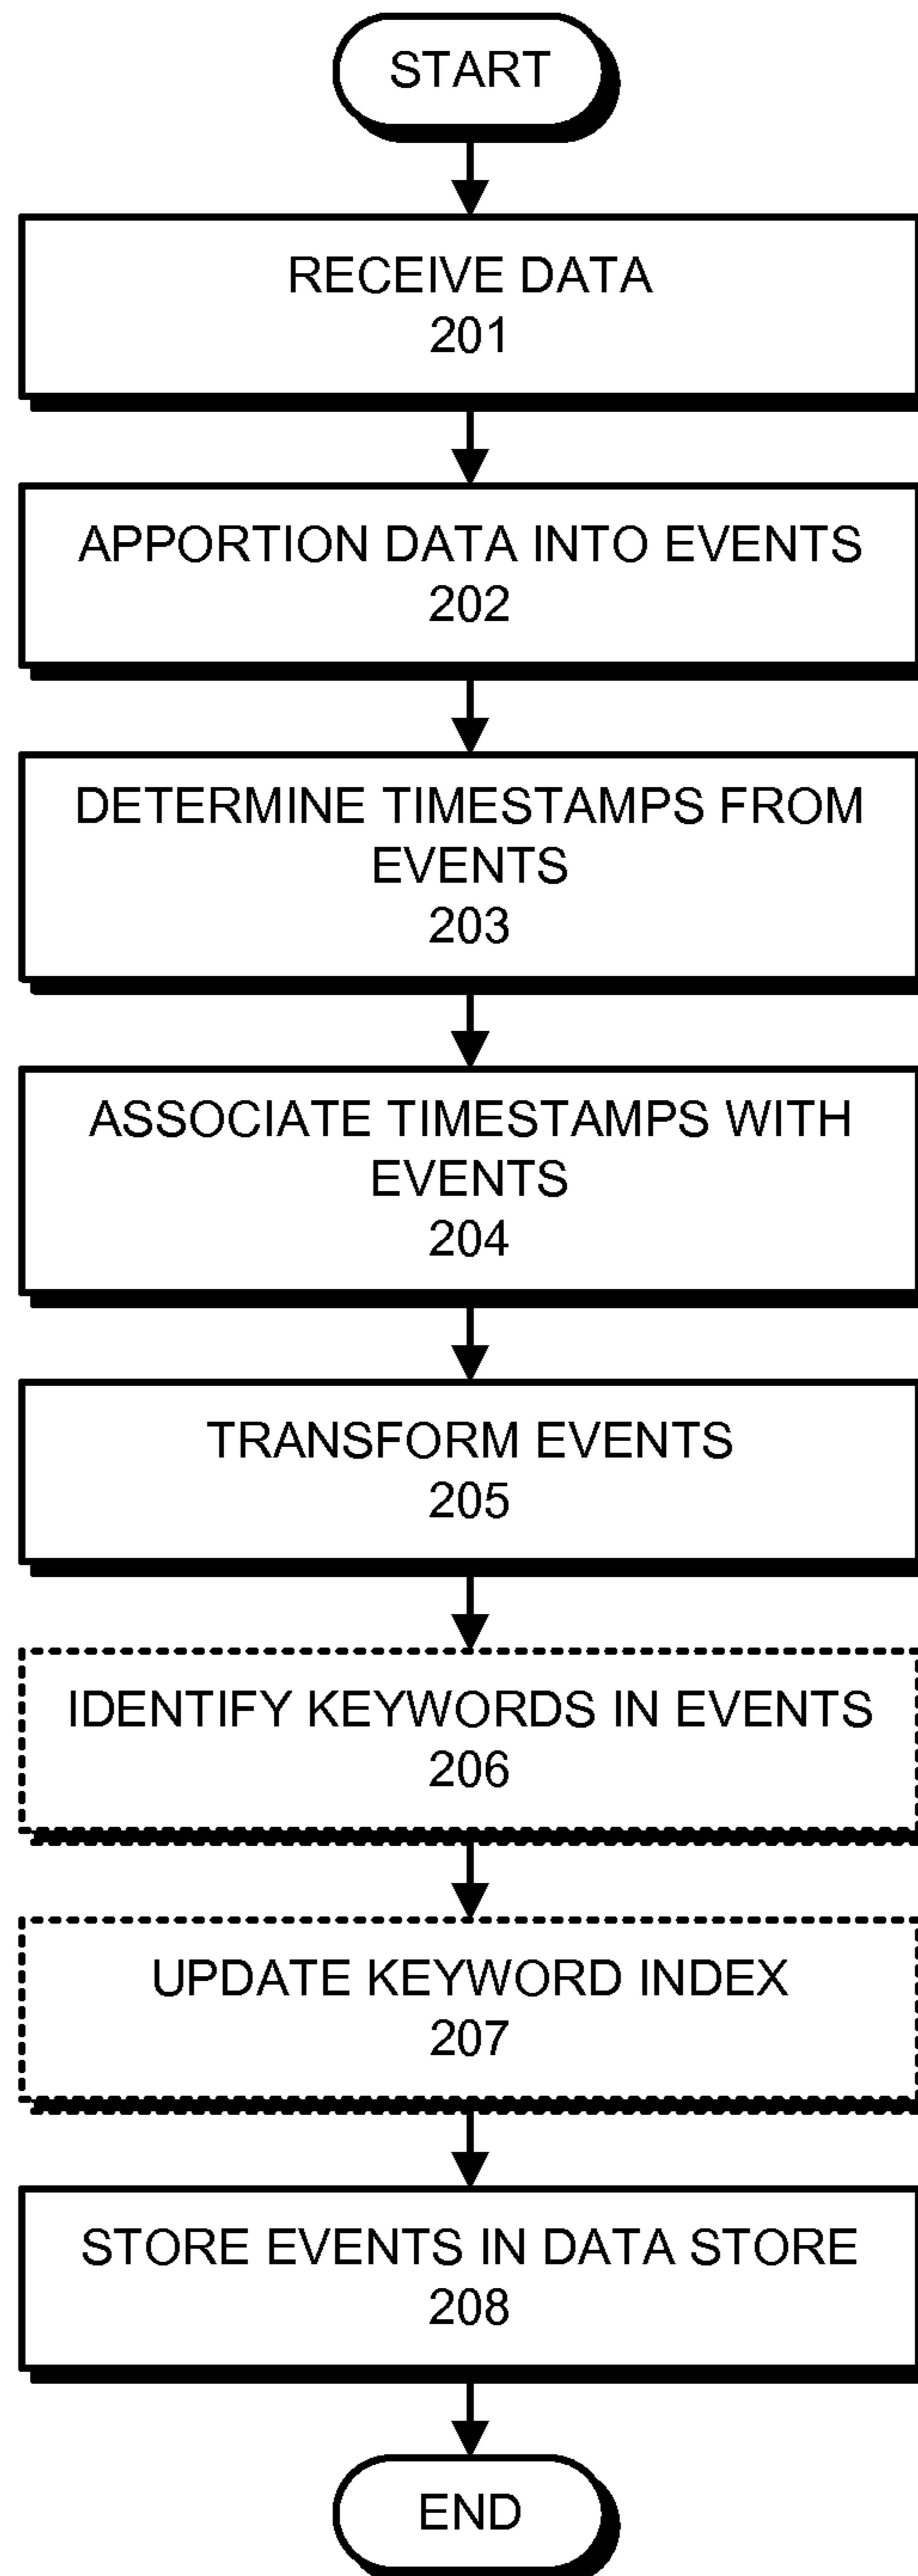 START
RECEIVE DATA
201
APPORTION DATA INTO EVENTS
202
DETERMINE TIMESTAMPS FROM
EVENTS
203
ASSOCIATE TIMESTAMPS WITH
EVENTS
204
TRANSFORM EVENTS
205
IDENTIFY KEYWORDS IN EVENTS
206
UPDATE KEYWORD INDEX
207
STORE EVENTS IN DATA STORE
208
END